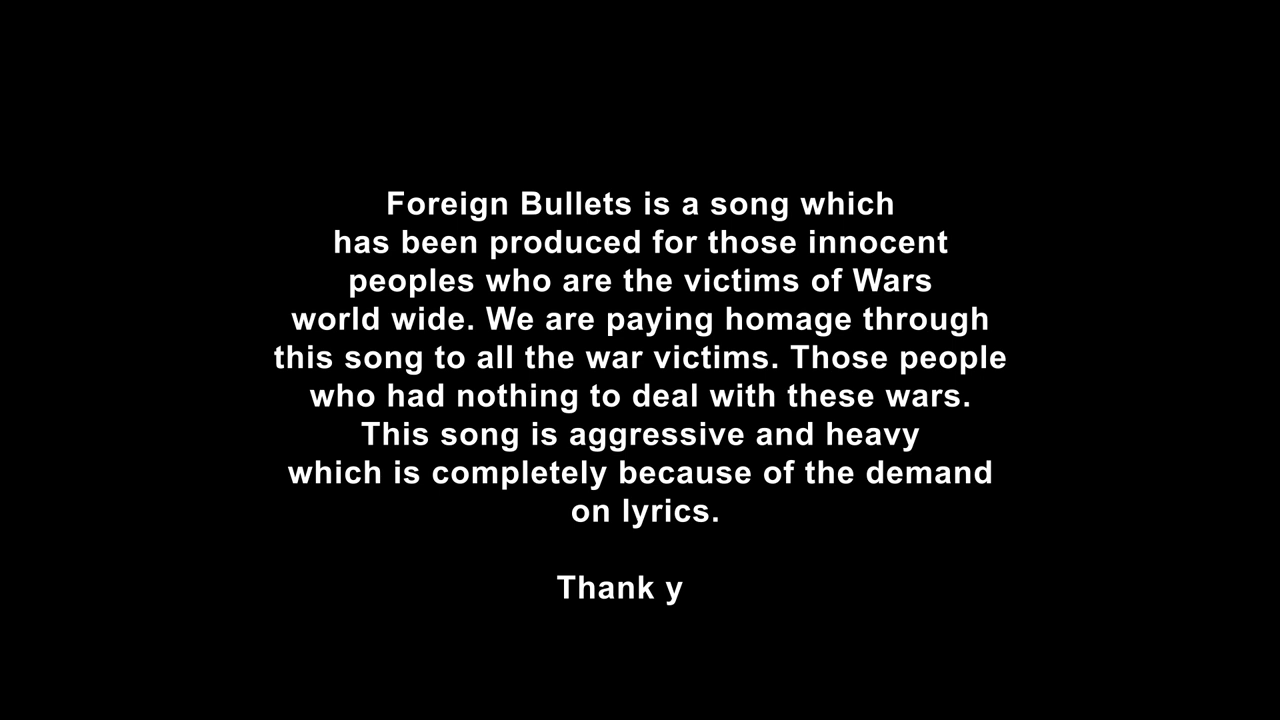 Foreign Bullets is a song which
has been produced for those innocent
peoples who are the victims of Wars
world wide. We are paying homage through
this song to all the war victims. Those people
who had nothing to deal with these wars.
This song is aggressive and heavy
which is completely because of the demand
on lyrics.
Thank y